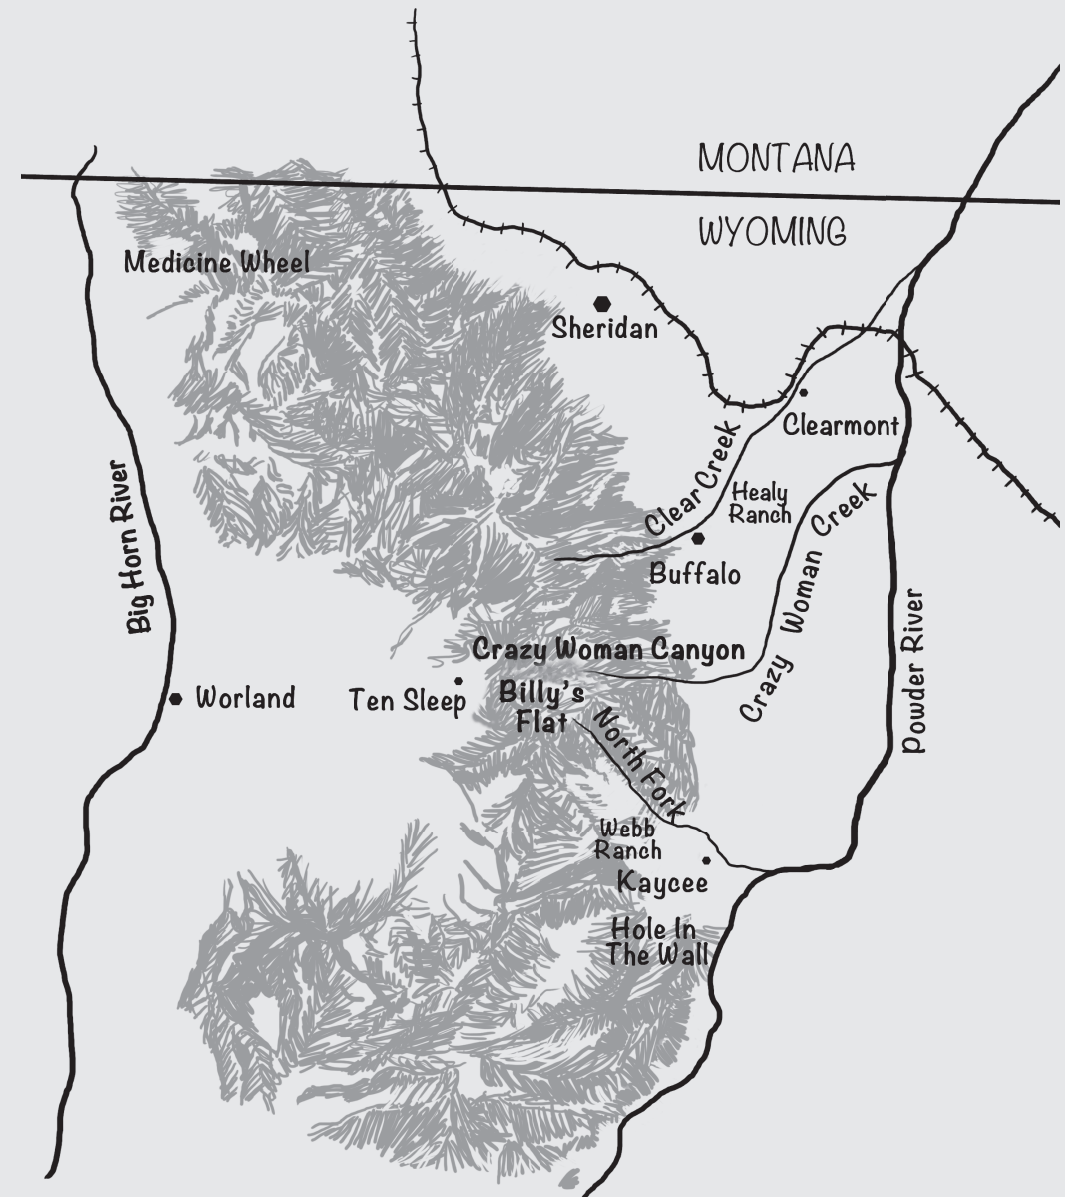 MONTANA
WYOMING
Medicine Wheel
Sheridan
Clearmont
Clear Creek
Healy
Ranch
Crazy Woman Creek
Big Horn River
Buffalo
Powder River
Crazy Woman Canyon
Worland
Ten Sleep
Billy's
Flat
North Fork
Webb
Ranch
Kaycee
Hole In
The Wall